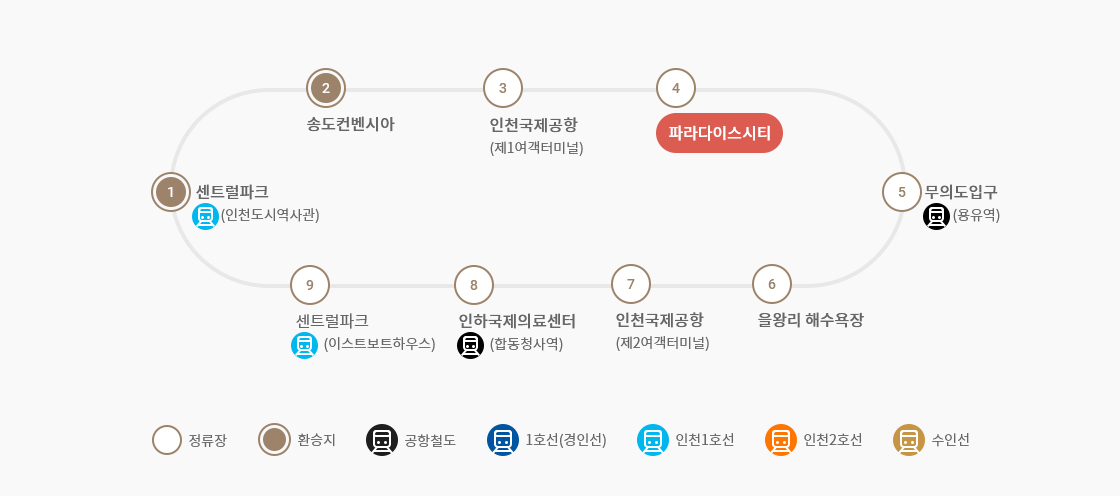 2
송도컨벤시아
3
인천국제공항
(제1여객터미널)
4
파라다이스시티
1
센트럴파크
(인천도시역사관)
5
무의도입구
(용유역)
9
센트럴파크
(이스트보트하우스)
8
인하국제의료센터
(합동청사역)
7
인천국제공항
(제2여객터미널)
6
을왕리 해수욕장
정류장
환승지
공항철도
1호선(경인선)
인천1호선
인천2호선
수인선